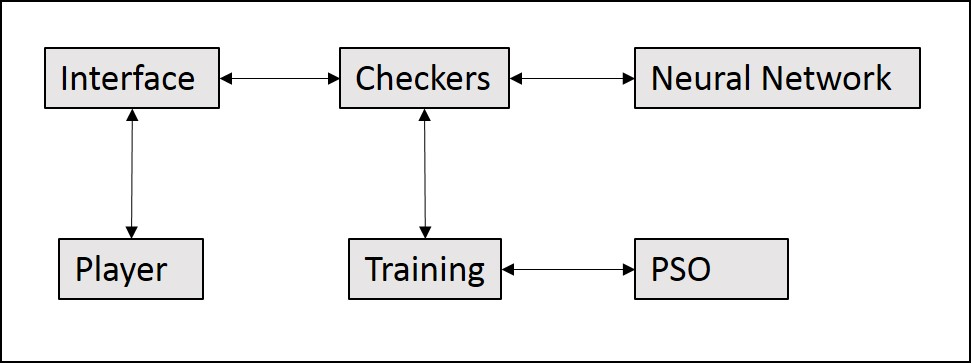 Interface
Checkers
Neural Network
Player
Training
PSO